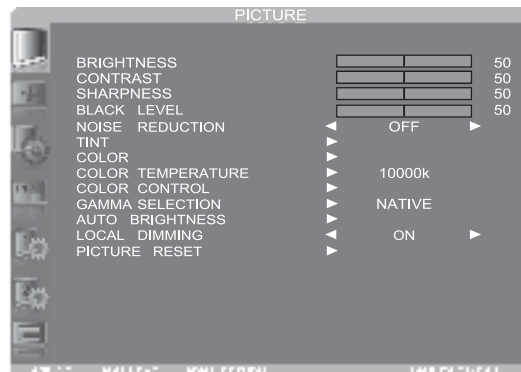 PICTURE
BRIGHTNESS 50
CONTRAST 50
SHARPNESS 50
BLACK LEVEL 50
NOISE REDUCTION OFF
TINT
COLOR
COLOR TEMPERATURE 10000k
COLOR CONTROL
GAMMA SELECTION NATIVE
AUTO BRIGHTNESS
LOCAL DIMMING ON
PICTURE RESET